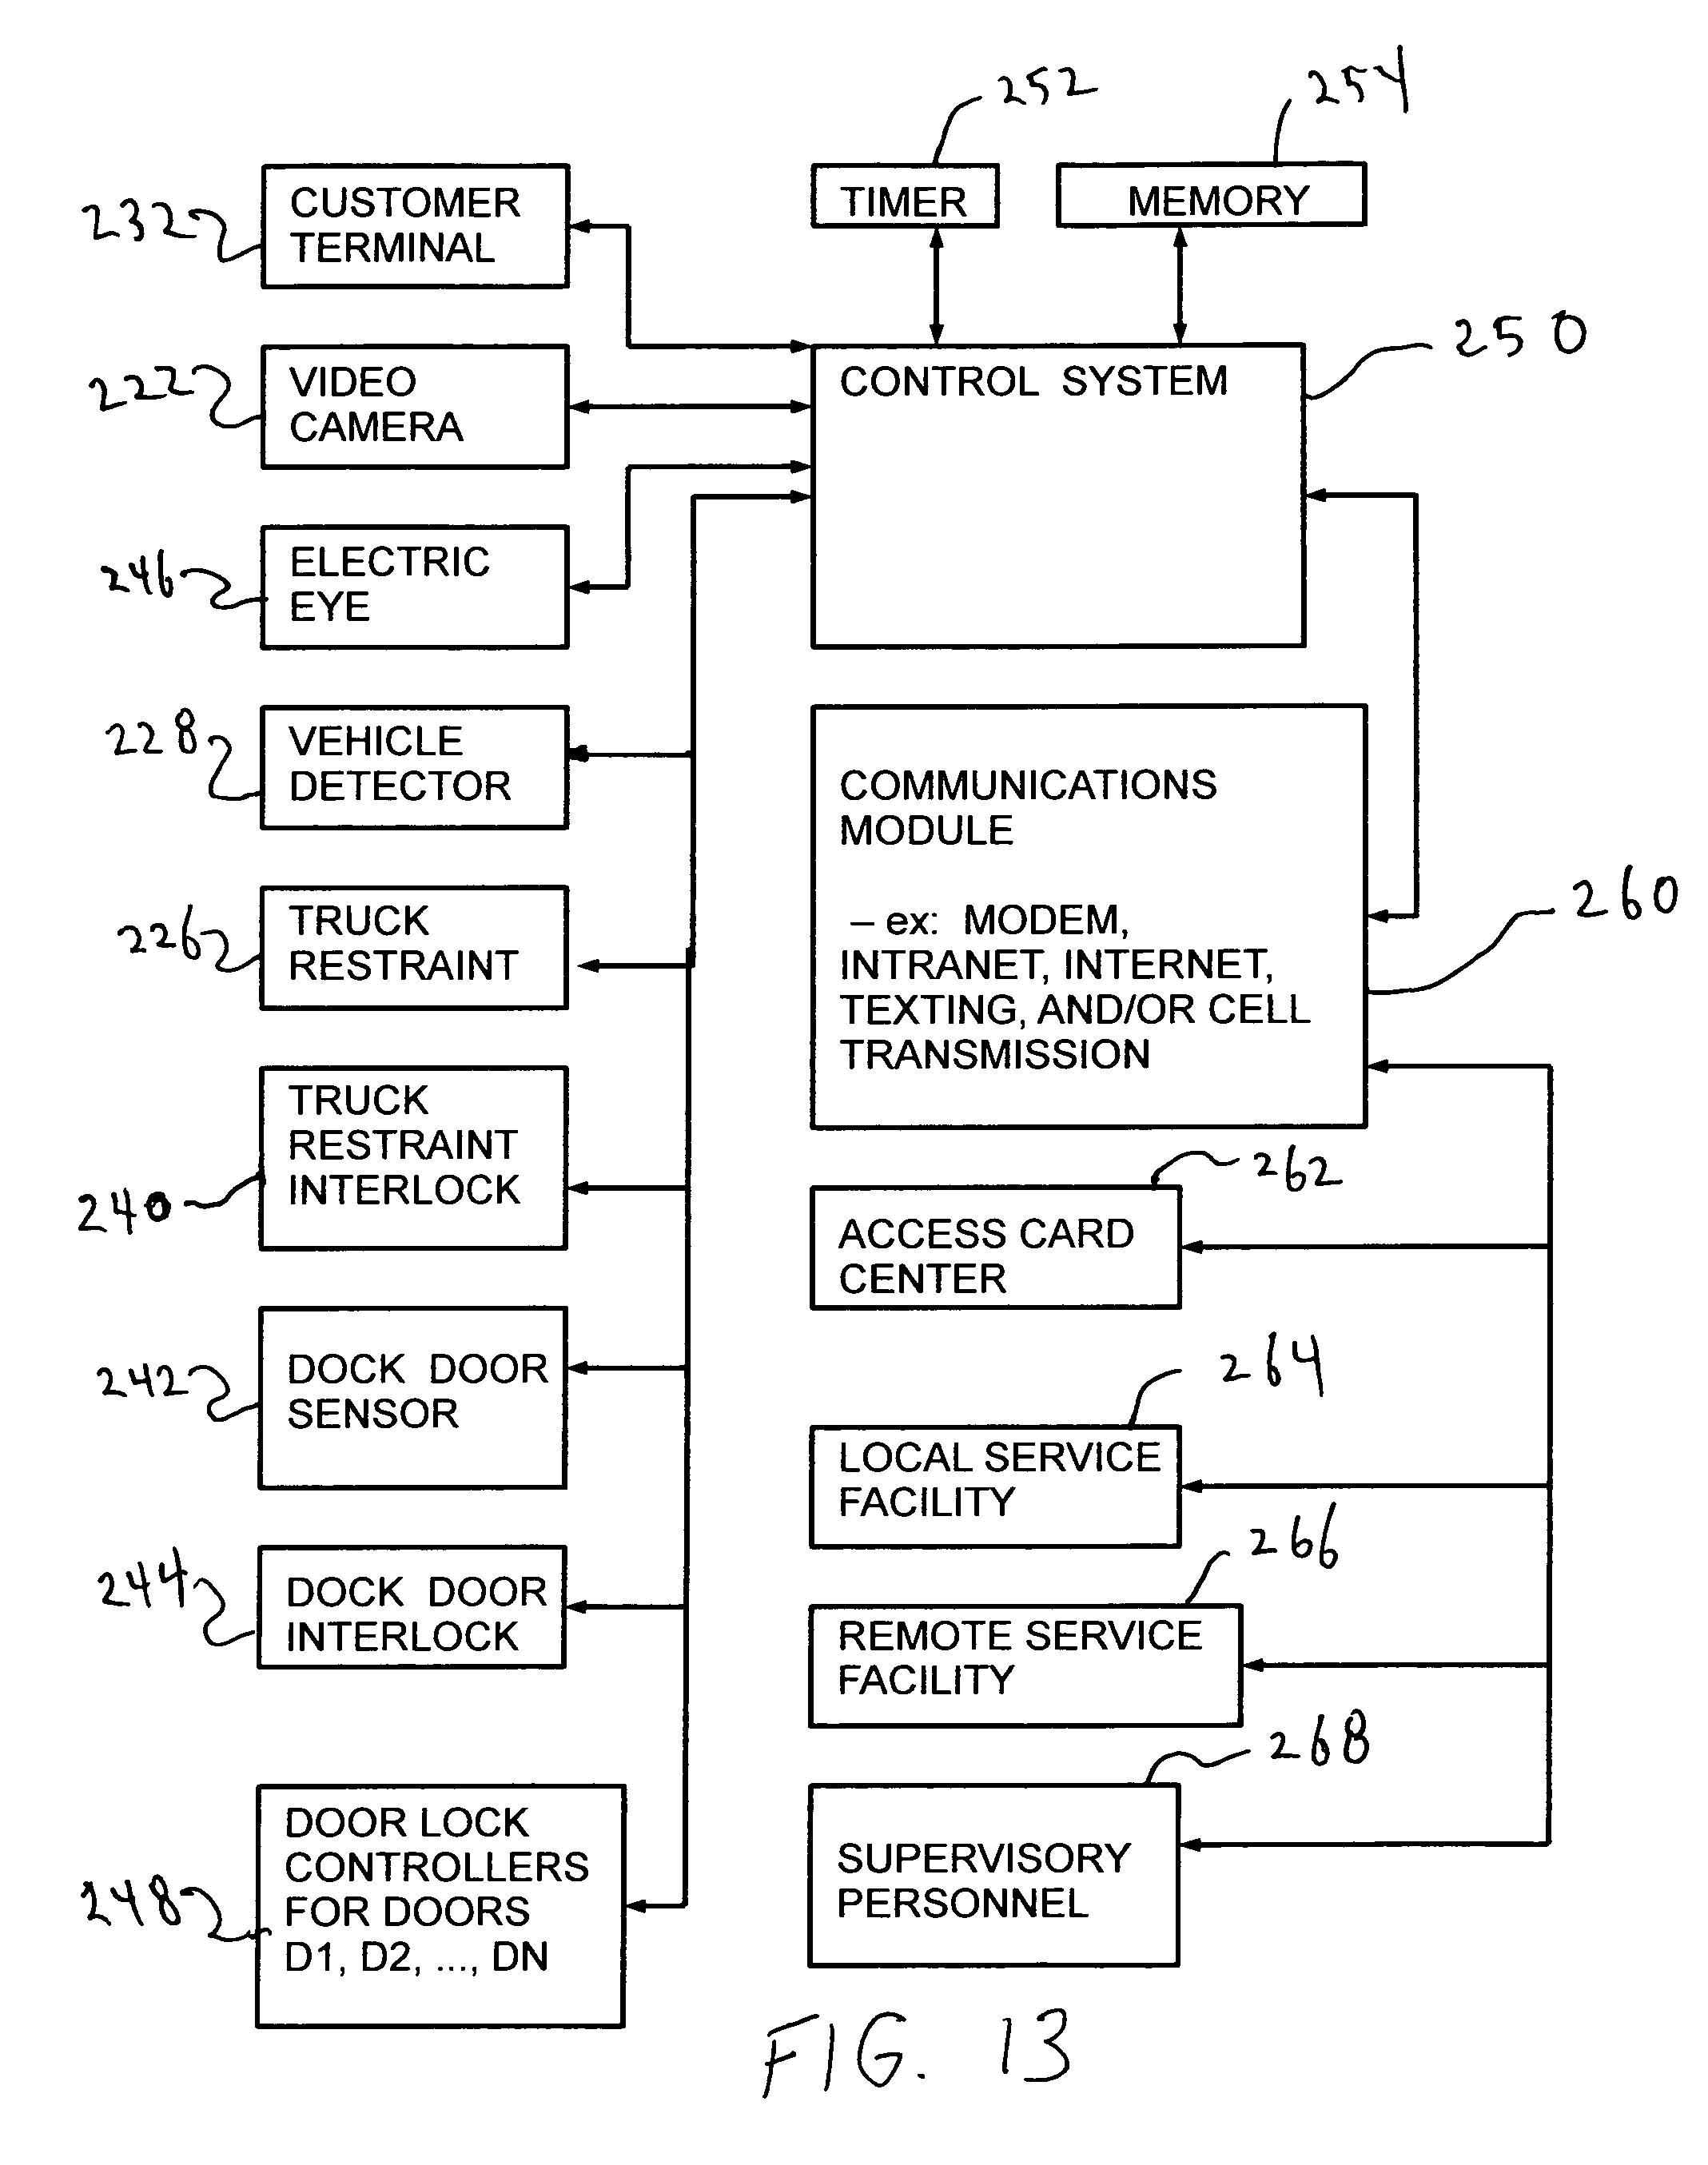 252
254
TIMER
MEMORY
232
CUSTOMER
TERMINAL
222
VIDEO
CAMERA
250
CONTROL SYSTEM
246
ELECTRIC
EYE
228
VEHICLE
DETECTOR
226
TRUCK
RESTRAINT
240
TRUCK
RESTRAINT
INTERLOCK
242
DOCK DOOR
SENSOR
244
DOCK DOOR
INTERLOCK
248
DOOR LOCK
CONTROLLERS
FOR DOORS
D1, D2, ..., DN
260
COMMUNICATIONS
MODULE
– ex: MODEM,
INTRANET, INTERNET,
TEXTING, AND/OR CELL
TRANSMISSION
262
ACCESS CARD
CENTER
264
LOCAL SERVICE
FACILITY
266
REMOTE SERVICE
FACILITY
268
SUPERVISORY
PERSONNEL
FIG. 13